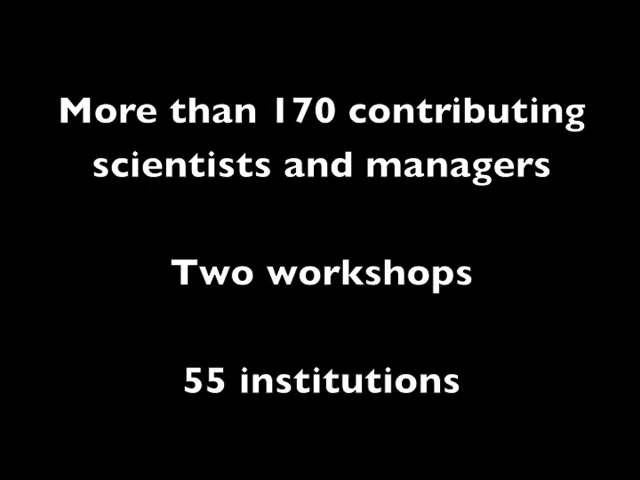 More than 170 contributing
scientists and managers
Two workshops
55 institutions